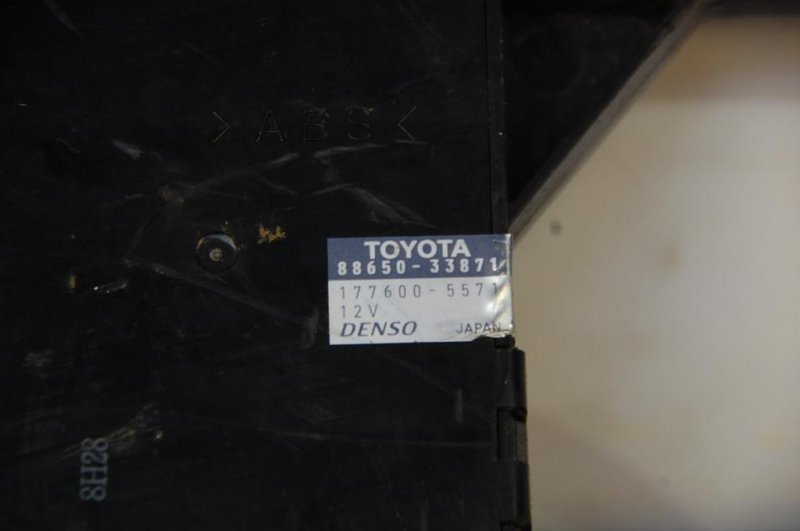 >ABS<
TOYOTA
88650-33871
177600-5571
12V
DENSO JAPAN
8H28